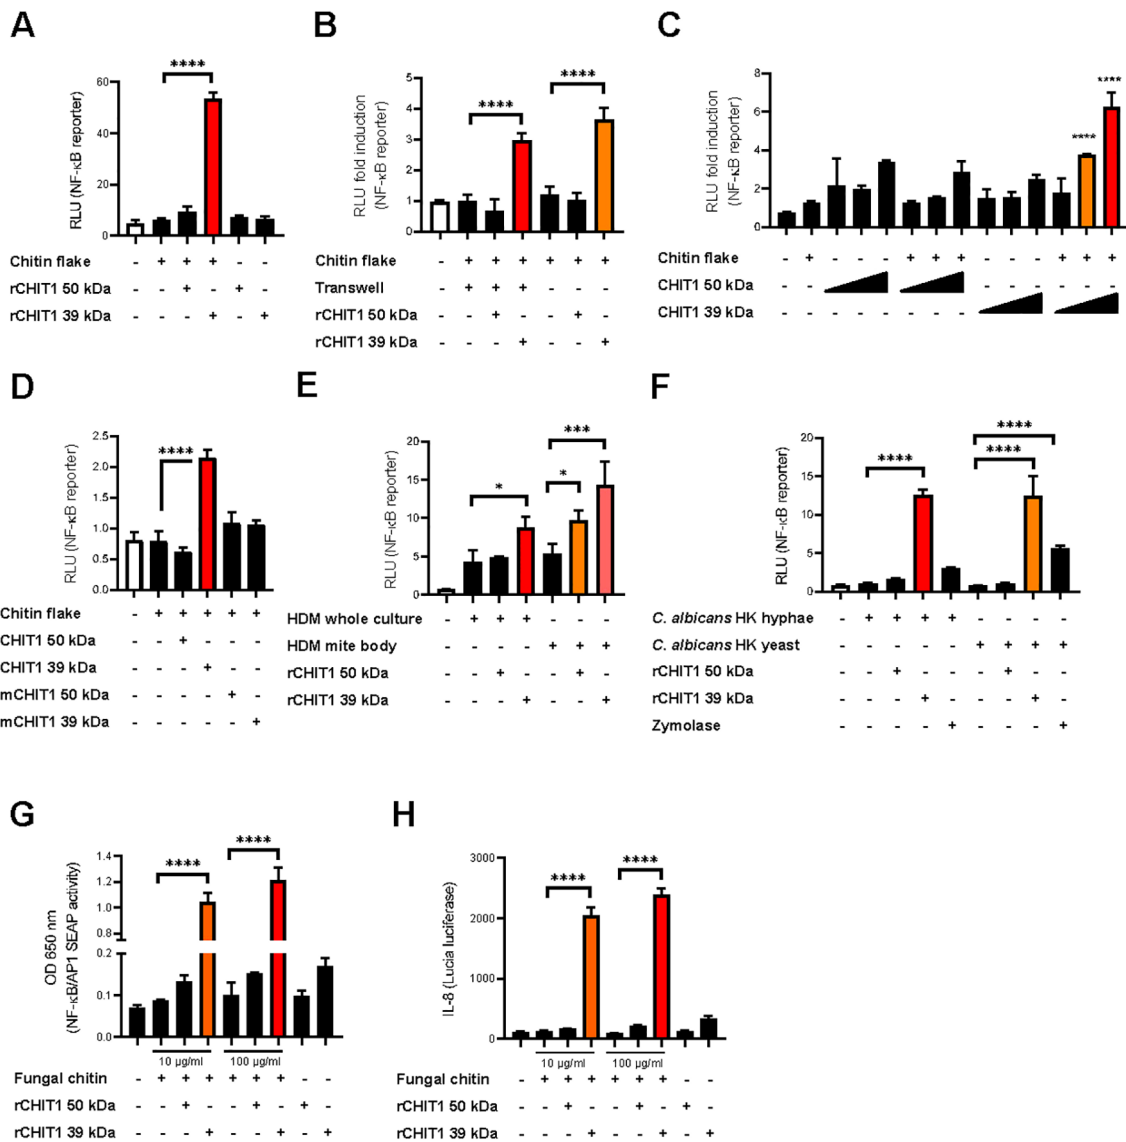 A
RLU (NF-κB reporter)
60
40
20
0
****
Chitin flake - + + + - -
rCHIT1 50 kDa - - + - + -
rCHIT1 39 kDa - - - + - +
B
RLU fold induction
(NF-κB reporter)
5
4
3
2
1
0
****
****
Chitin flake - + + + + + +
Transwell - + + + - - -
rCHIT1 50 kDa - - + - - + -
rCHIT1 39 kDa - - - + - - +
C
RLU fold induction
(NF-κB reporter)
8
6
4
2
0
****
****
Chitin flake - + - - - + + + - - - + + +
CHIT1 50 kDa - - - - - - - -
CHIT1 39 kDa - - - - - - - -
D
RLU (NF-κB reporter)
2.5
2.0
1.5
1.0
0.5
0.0
****
Chitin flake - + + + + +
CHIT1 50 kDa - - + - - -
CHIT1 39 kDa - - - + - -
mCHIT1 50 kDa - - - - + -
mCHIT1 39 kDa - - - - - +
E
RLU (NF-κB reporter)
20
15
10
5
0
*
*
***
HDM whole culture - + + + - - -
HDM mite body - - - - + + +
rCHIT1 50 kDa - - + - - + -
rCHIT1 39 kDa - - - + - - +
F
RLU (NF-κB reporter)
20
15
10
5
0
****
****
****
C. albicans HK hyphae - + + + + - - - -
C. albicans HK yeast - - - - - + + + +
rCHIT1 50 kDa - - + - - - + - -
rCHIT1 39 kDa - - - + - - - + -
Zymolase - - - - + - - - +
G
OD 650 nm
(NF-κB/AP1 SEAP activity)
1.4
1.2
1.0
0.8
0.2
0.1
0.0
****
****
10 µg/ml 100 µg/ml
Fungal chitin - + + + + + + - -
rCHIT1 50 kDa - - + - - + - + -
rCHIT1 39 kDa - - - + - - + - +
H
IL-8 (Lucia luciferase)
3000
2000
1000
0
****
****
10 µg/ml 100 µg/ml
Fungal chitin - + + + + + + - -
rCHIT1 50 kDa - - + - - + - + -
rCHIT1 39 kDa - - - + - - + - +